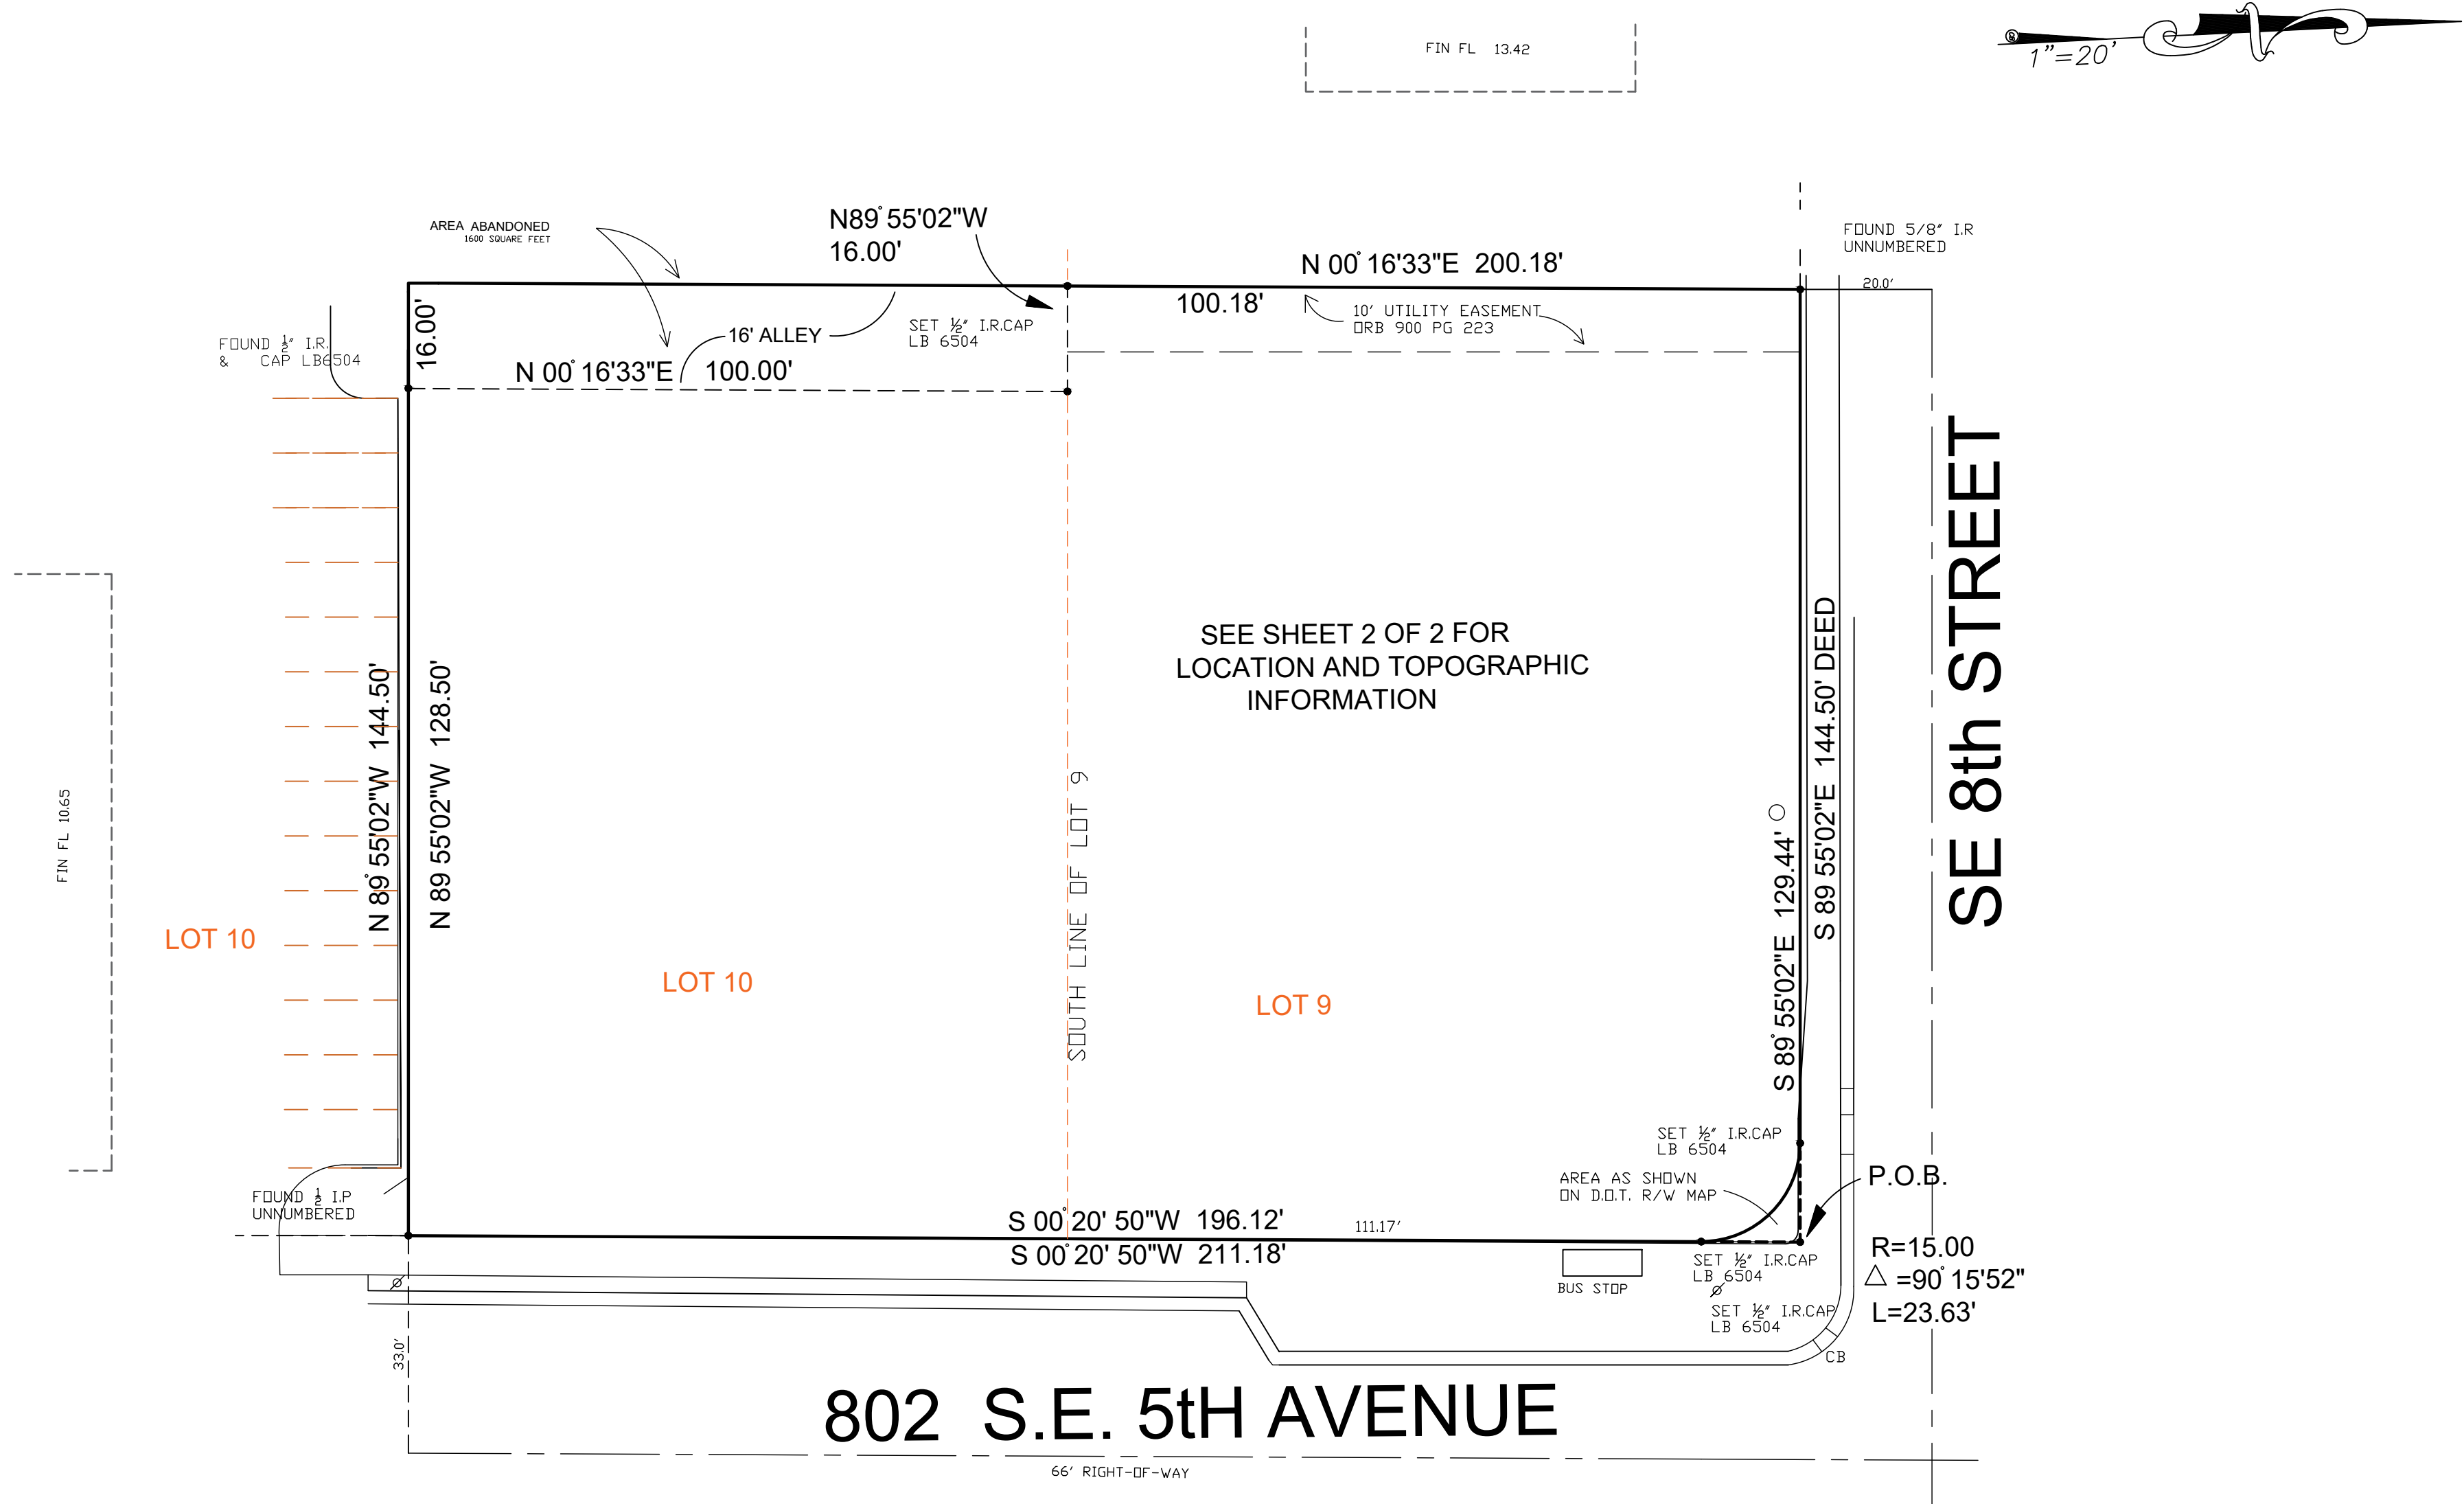 FIN FL 13.42
1"=20'
AREA ABANDONED
1600 SQUARE FEET
N89°55'02"W
16.00'
FOUND 5/8" I.R
UNNUMBERED
N 00°16'33"E 200.18'
100.18'
20.0'
10' UTILITY EASEMENT
ORB 900 PG 223
16.00'
16' ALLEY
SET ½" I.R.CAP
LB 6504
FOUND ½" I.R.
& CAP LB6504
N 00°16'33"E 100.00'
SE 8th STREET
SEE SHEET 2 OF 2 FOR
LOCATION AND TOPOGRAPHIC
INFORMATION
N 89°55'02"W 144.50'
N 89 55'02"W 128.50'
S 89 55'02"E 144.50' DEED
S 89°55'02"E 129.44'
SOUTH LINE OF LOT 9
FIN FL 10.65
LOT 10
LOT 10
LOT 9
SET ½" I.R.CAP
LB 6504
AREA AS SHOWN
ON D.O.T. R/W MAP
P.O.B.
FOUND ½ I.P
UNNUMBERED
S 00°20' 50"W 196.12'
111.17'
S 00°20' 50"W 211.18'
R=15.00
△ =90°15'52"
L=23.63'
SET ½" I.R.CAP
LB 6504
BUS STOP
SET ½" I.R.CAP
LB 6504
CB
33.0'
802 S.E. 5tH AVENUE
66' RIGHT-OF-WAY